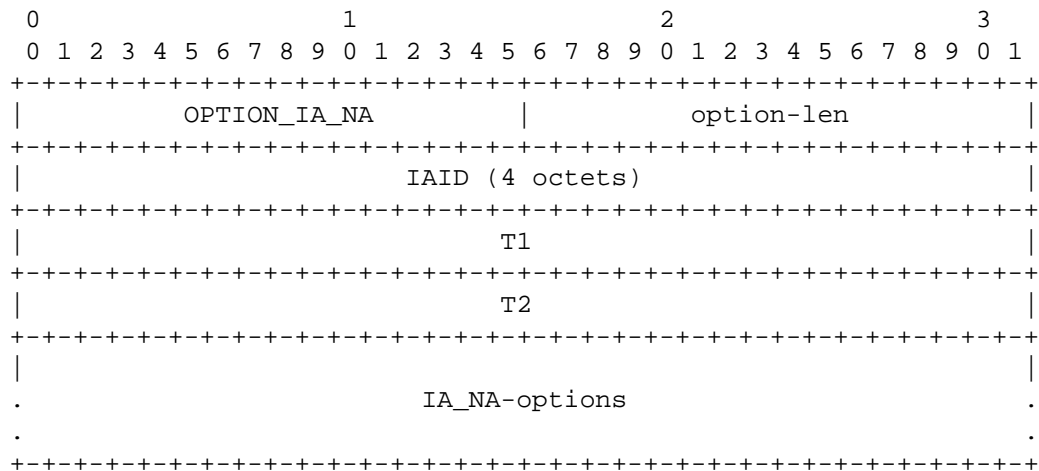 0                   1                   2                   3
 0 1 2 3 4 5 6 7 8 9 0 1 2 3 4 5 6 7 8 9 0 1 2 3 4 5 6 7 8 9 0 1
+-+-+-+-+-+-+-+-+-+-+-+-+-+-+-+-+-+-+-+-+-+-+-+-+-+-+-+-+-+-+-+-+
|          OPTION_IA_NA         |          option-len           |
+-+-+-+-+-+-+-+-+-+-+-+-+-+-+-+-+-+-+-+-+-+-+-+-+-+-+-+-+-+-+-+-+
|                        IAID (4 octets)                        |
+-+-+-+-+-+-+-+-+-+-+-+-+-+-+-+-+-+-+-+-+-+-+-+-+-+-+-+-+-+-+-+-+
|                              T1                               |
+-+-+-+-+-+-+-+-+-+-+-+-+-+-+-+-+-+-+-+-+-+-+-+-+-+-+-+-+-+-+-+-+
|                              T2                               |
+-+-+-+-+-+-+-+-+-+-+-+-+-+-+-+-+-+-+-+-+-+-+-+-+-+-+-+-+-+-+-+-+
|                                                               |
.                         IA_NA-options                         .
.                                                               .
+-+-+-+-+-+-+-+-+-+-+-+-+-+-+-+-+-+-+-+-+-+-+-+-+-+-+-+-+-+-+-+-+